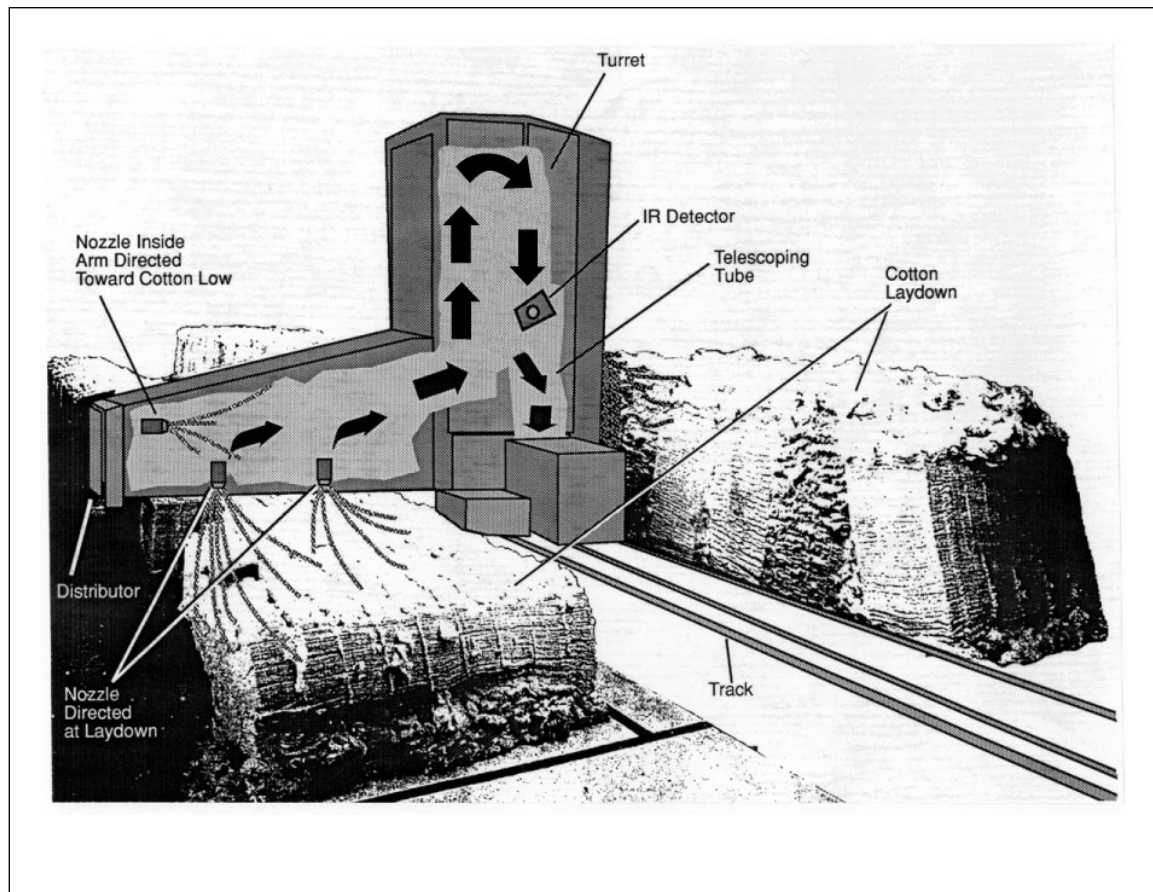 Turret
IR Detector
Nozzle Inside
Arm Directed
Toward Cotton Low
Telescoping
Tube
Cotton
Laydown
Distributor
Nozzle
Directed
at Laydown
Track